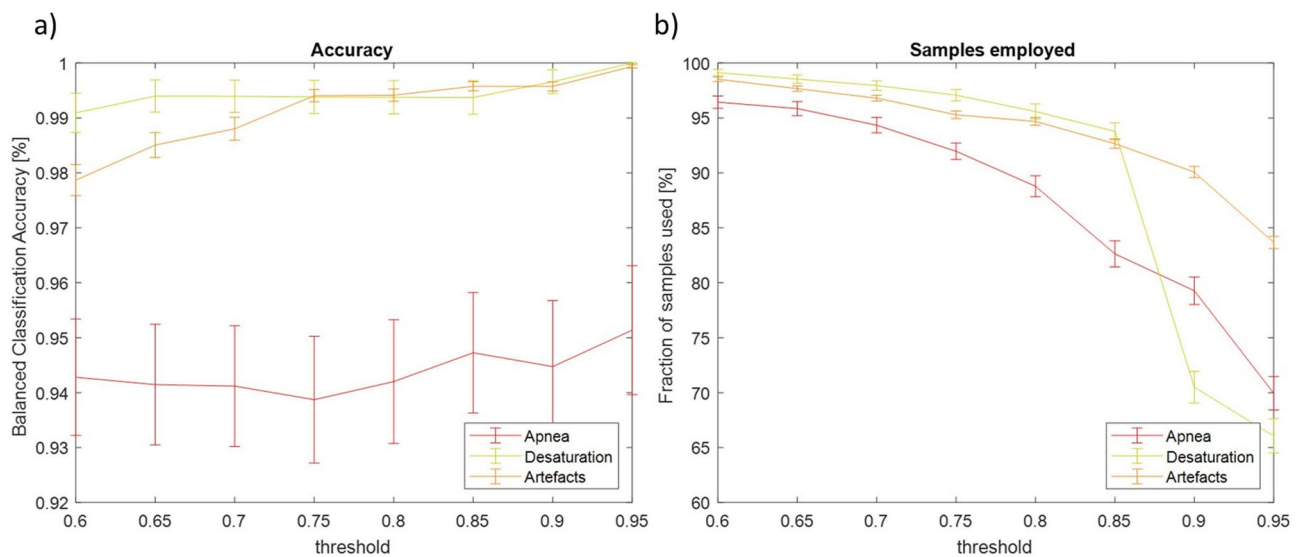 a)
Accuracy
Balanced Classification Accuracy [%]
1
0.99
0.98
0.97
0.96
0.95
0.94
0.93
0.92
0.6 0.65 0.7 0.75 0.8 0.85 0.9 0.95
threshold
Apnea
Desaturation
Artefacts
b)
Samples employed
Fraction of samples used [%]
100
95
90
85
80
75
70
65
60
0.6 0.65 0.7 0.75 0.8 0.85 0.9 0.95
threshold
Apnea
Desaturation
Artefacts